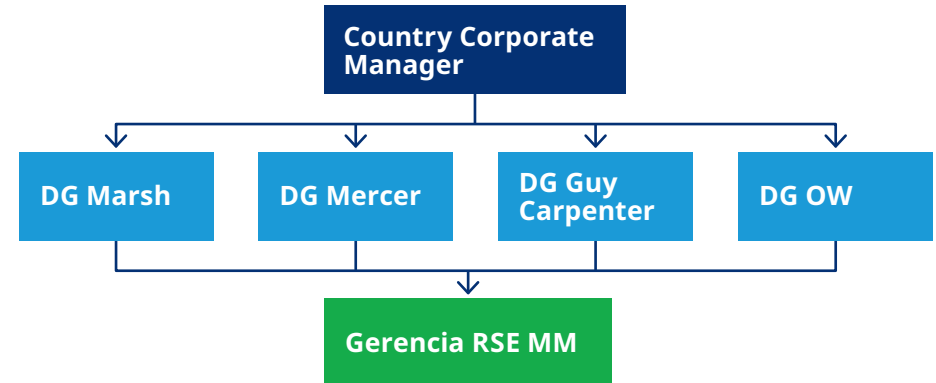 Country Corporate
Manager
DG Marsh
DG Mercer
DG Guy
Carpenter
DG OW
Gerencia RSE MM